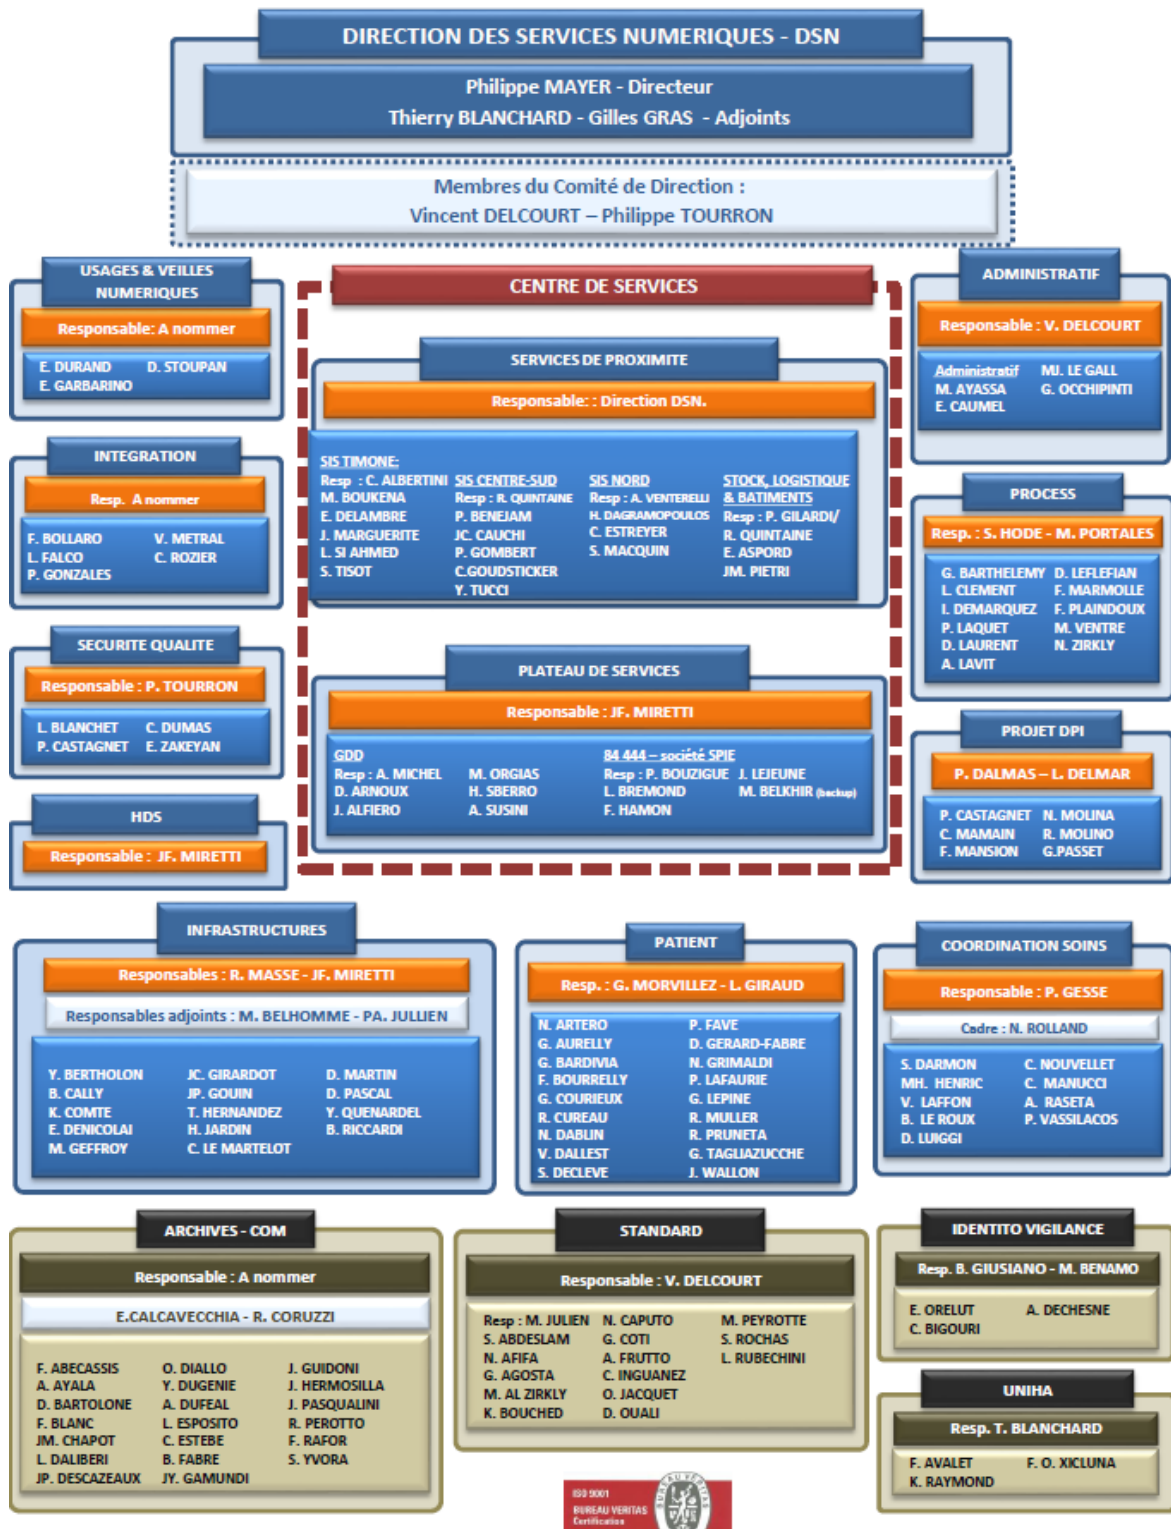 DIRECTION DES SERVICES NUMERIQUES - DSN
Philippe MAYER - Directeur
Thierry BLANCHARD - Gilles GRAS - Adjoints
Membres du Comité de Direction :
Vincent DELCOURT – Philippe TOURRON
USAGES & VEILLES
NUMERIQUES
Responsable: A nommer
E. DURAND D. STOUPAN
E. GARBARINO
INTEGRATION
Resp. A nommer
F. BOLLARO V. METRAL
L. FALCO C. ROZIER
P. GONZALES
SECURITE QUALITE
Responsable : P. TOURRON
L. BLANCHET C. DUMAS
P. CASTAGNET E. ZAKEYAN
HDS
Responsable : JF. MIRETTI
CENTRE DE SERVICES
SERVICES DE PROXIMITE
Responsable: : Direction DSN.
SIS TIMONE:
Resp : C. ALBERTINI
M. BOUKENA
E. DELAMBRE
J. MARGUERITE
L. SI AHMED
S. TISOT
SIS CENTRE-SUD
Resp : R. QUINTAINE
P. BENEJAM
JC. CAUCHI
P. GOMBERT
C.GOUDSTICKER
Y. TUCCI
SIS NORD
Resp : A. VENTERELLI
H. DAGRAMOPOULOS
C. ESTREYER
S. MACQUIN
STOCK, LOGISTIQUE
& BATIMENTS
Resp : P. GILARDI/
R. QUINTAINE
E. ASPORD
JM. PIETRI
PLATEAU DE SERVICES
Responsable : JF. MIRETTI
GDD
Resp : A. MICHEL M. ORGIAS
D. ARNOUX H. SBERRO
J. ALFIERO A. SUSINI
84 444 – société SPIE
Resp : P. BOUZIGUE J. LEJEUNE
L. BREMOND M. BELKHIR (backup)
F. HAMON
ADMINISTRATIF
Responsable : V. DELCOURT
Administratif MJ. LE GALL
M. AYASSA G. OCCHIPINTI
E. CAUMEL
PROCESS
Resp. : S. HODE - M. PORTALES
G. BARTHELEMY D. LEFLEFIAN
L. CLEMENT F. MARMOLLE
I. DEMARQUEZ F. PLAINDOUX
P. LAQUET M. VENTRE
D. LAURENT N. ZIRKLY
A. LAVIT
PROJET DPI
P. DALMAS – L. DELMAR
P. CASTAGNET N. MOLINA
C. MAMAIN R. MOLINO
F. MANSION G.PASSET
INFRASTRUCTURES
Responsables : R. MASSE - JF. MIRETTI
Responsables adjoints : M. BELHOMME - PA. JULLIEN
Y. BERTHOLON JC. GIRARDOT D. MARTIN
B. CALLY JP. GOUIN D. PASCAL
K. COMTE T. HERNANDEZ Y. QUENARDEL
E. DENICOLAI H. JARDIN B. RICCARDI
M. GEFFROY C. LE MARTELOT
PATIENT
Resp. : G. MORVILLEZ - L. GIRAUD
N. ARTERO P. FAVE
G. AURELLY D. GERARD-FABRE
G. BARDIVIA N. GRIMALDI
F. BOURRELLY P. LAFAURIE
G. COURIEUX G. LEPINE
R. CUREAU R. MULLER
N. DABLIN R. PRUNETA
V. DALLEST G. TAGLIAZUCCHE
S. DECLEVE J. WALLON
COORDINATION SOINS
Responsable : P. GESSE
Cadre : N. ROLLAND
S. DARMON C. NOUVELLET
MH. HENRIC C. MANUCCI
V. LAFFON A. RASETA
B. LE ROUX P. VASSILACOS
D. LUIGGI
ARCHIVES - COM
Responsable : A nommer
E.CALCAVECCHIA - R. CORUZZI
F. ABECASSIS O. DIALLO J. GUIDONI
A. AYALA Y. DUGENIE J. HERMOSILLA
D. BARTOLONE A. DUFEAL J. PASQUALINI
F. BLANC L. ESPOSITO R. PEROTTO
JM. CHAPOT C. ESTEBE F. RAFOR
L. DALIBERI B. FABRE S. YVORA
JP. DESCAZEAUX JY. GAMUNDI
STANDARD
Responsable : V. DELCOURT
Resp : M. JULIEN N. CAPUTO M. PEYROTTE
S. ABDESLAM G. COTI S. ROCHAS
N. AFIFA A. FRUTTO L. RUBECHINI
G. AGOSTA C. INGUANEZ
M. AL ZIRKLY O. JACQUET
K. BOUCHED D. OUALI
IDENTITO VIGILANCE
Resp. B. GIUSIANO - M. BENAMO
E. ORELUT A. DECHESNE
C. BIGOURI
UNIHA
Resp. T. BLANCHARD
F. AVALET F. O. XICLUNA
K. RAYMOND
ISO 9001
BUREAU VERITAS
Certification
BUREAU VERITAS